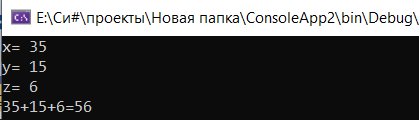 E:\Си#\проекты\Новая папка\ConsoleApp2\bin\Debug\
x= 35
y= 15
z= 6
35+15+6=56